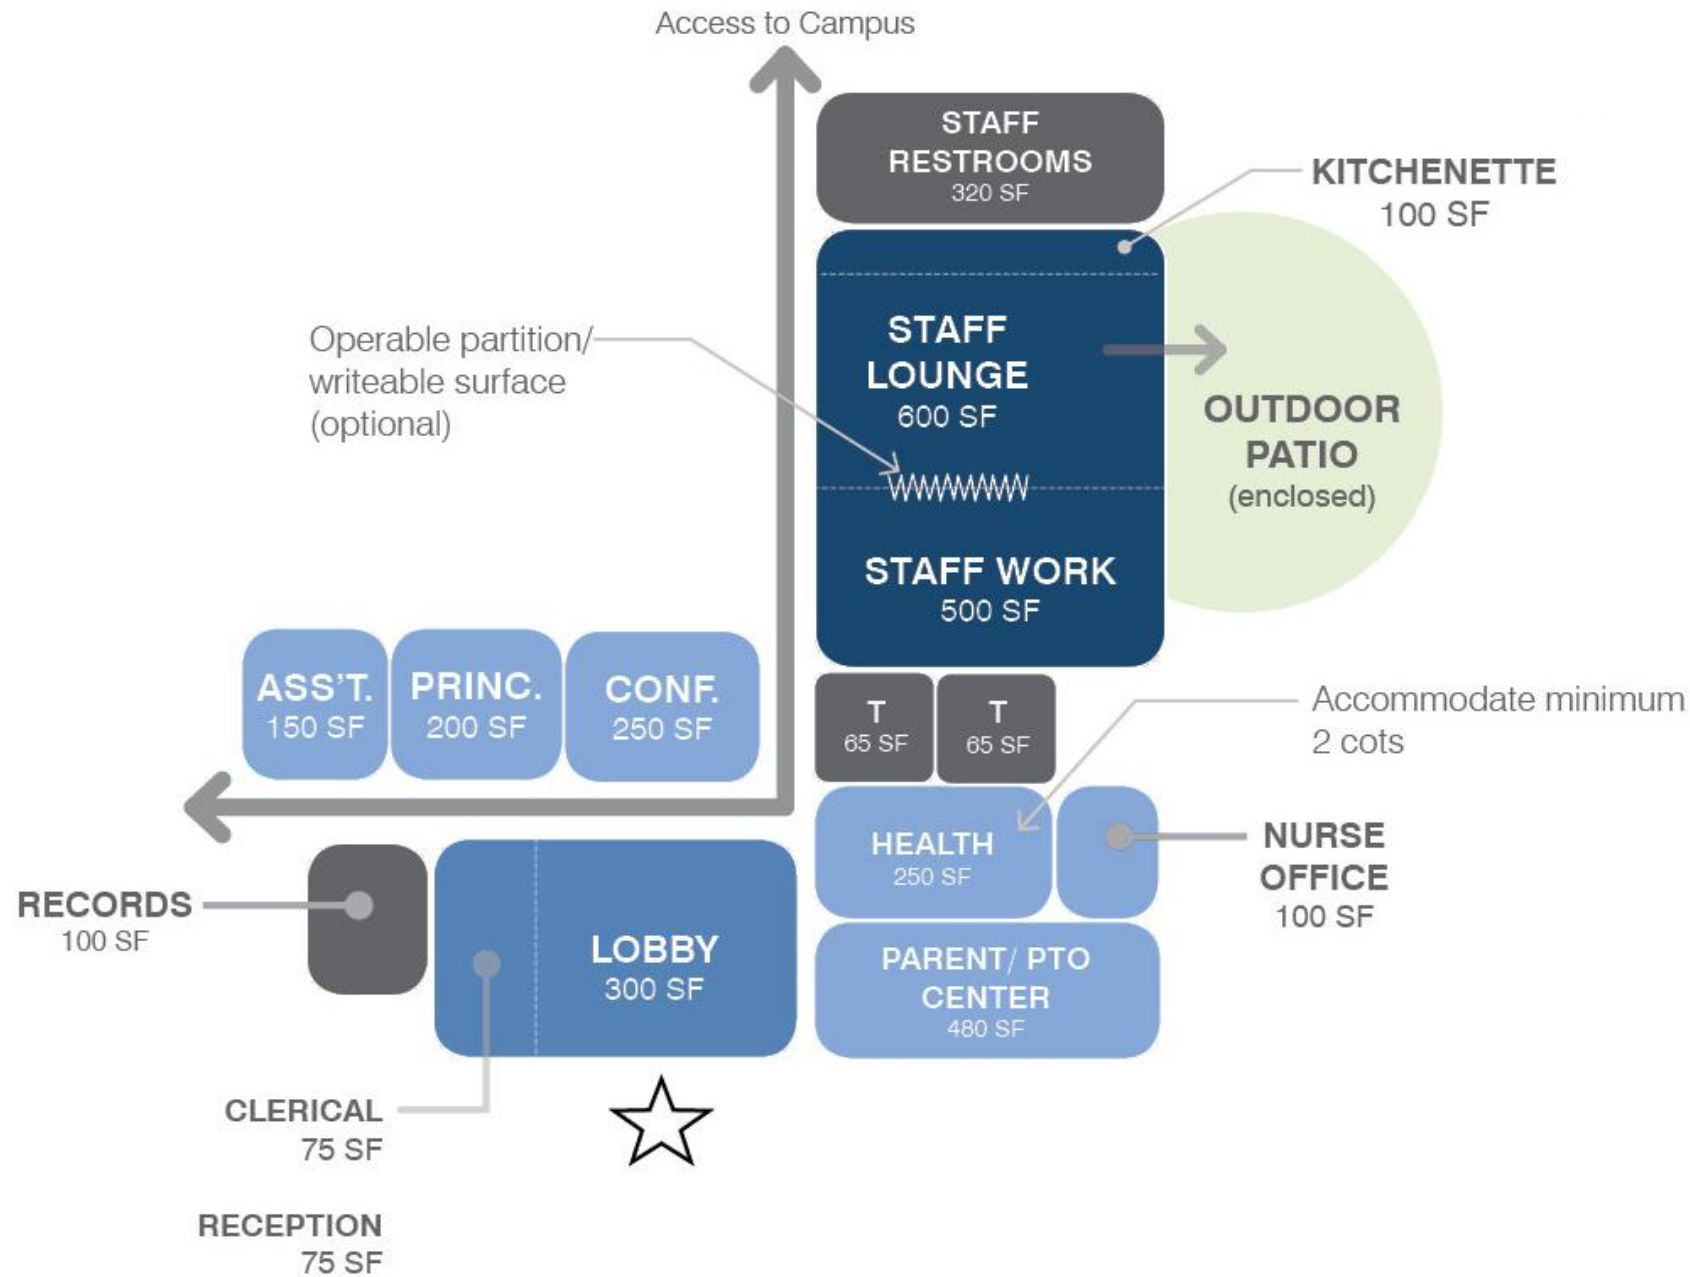 Access to Campus
STAFF
RESTROOMS
320 SF
KITCHENETTE
100 SF
Operable partition/
writeable surface
(optional)
STAFF
LOUNGE
600 SF
OUTDOOR
PATIO
(enclosed)
STAFF WORK
500 SF
ASS'T.
150 SF
PRINC.
200 SF
CONF.
250 SF
T
65 SF
T
65 SF
Accommodate minimum
2 cots
HEALTH
250 SF
NURSE
OFFICE
100 SF
RECORDS
100 SF
LOBBY
300 SF
PARENT/ PTO
CENTER
480 SF
CLERICAL
75 SF
RECEPTION
75 SF